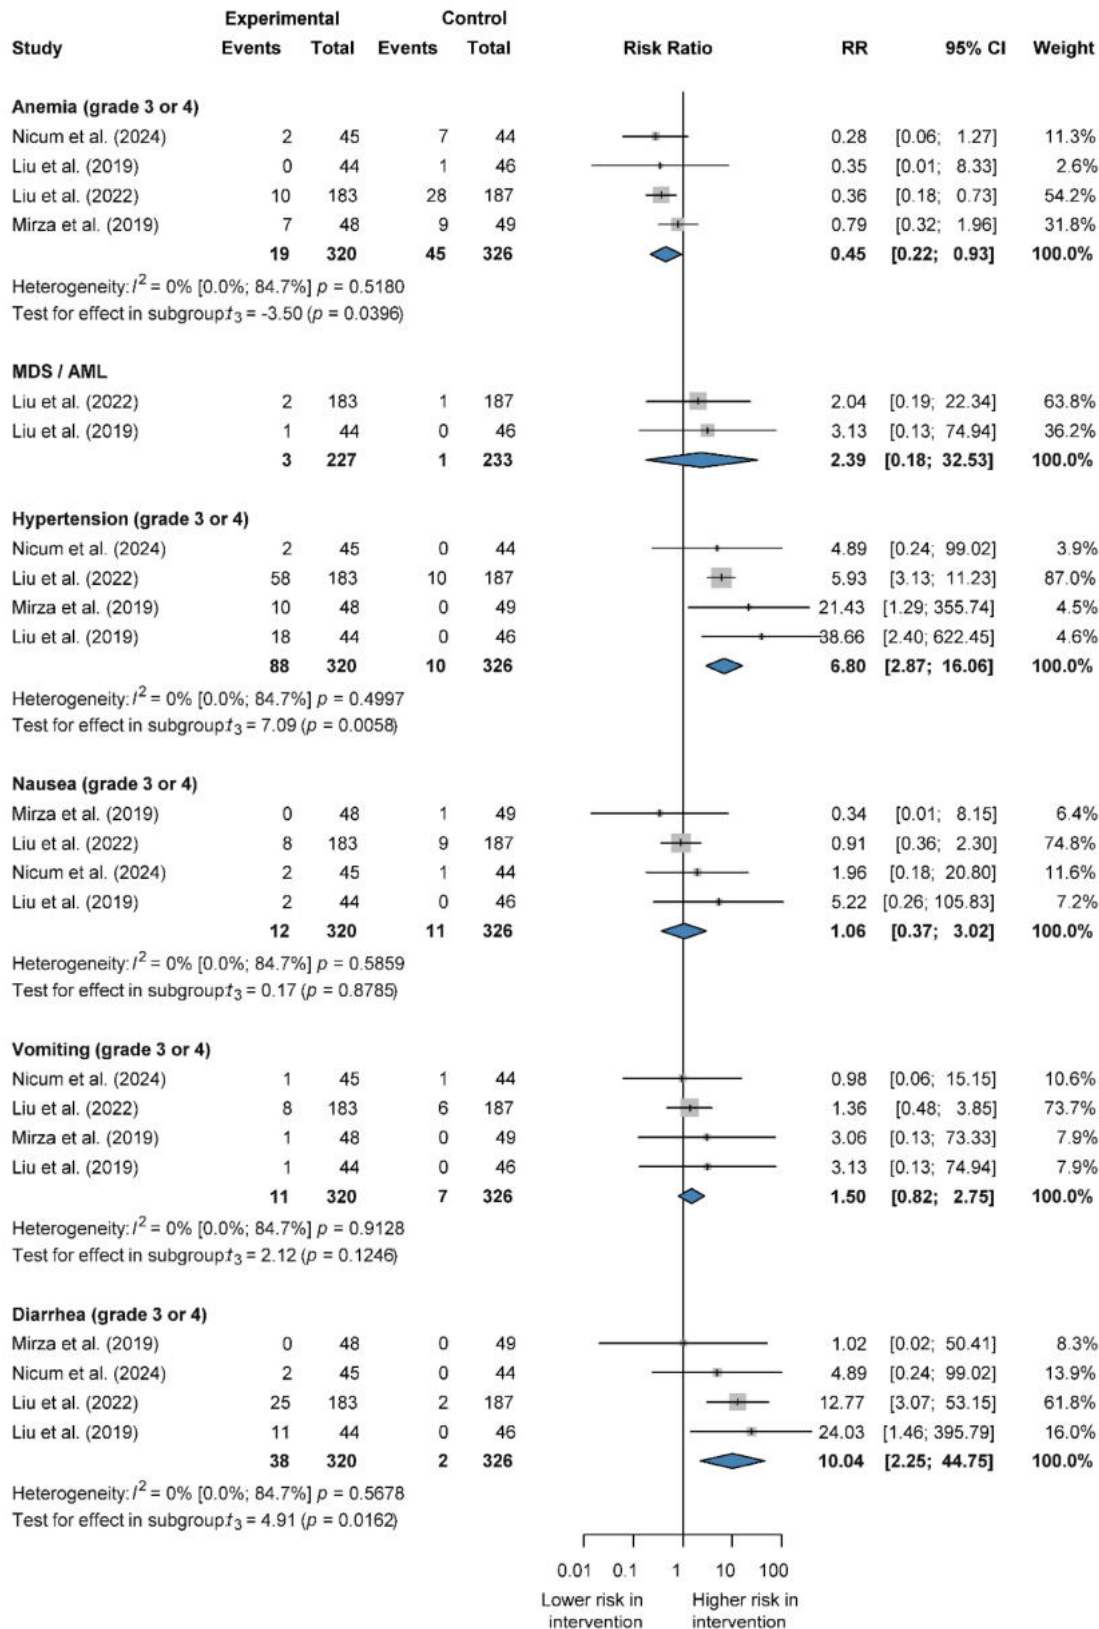 Experimental Control
Study Events Total Events Total Risk Ratio RR 95% CI Weight
Anemia (grade 3 or 4)
Nicum et al. (2024) 2 45 7 44 0.28 [0.06; 1.27] 11.3%
Liu et al. (2019) 0 44 1 46 0.35 [0.01; 8.33] 2.6%
Liu et al. (2022) 10 183 28 187 0.36 [0.18; 0.73] 54.2%
Mirza et al. (2019) 7 48 9 49 0.79 [0.32; 1.96] 31.8%
19 320 45 326 0.45 [0.22; 0.93] 100.0%
Heterogeneity: I² = 0% [0.0%; 84.7%] p = 0.5180
Test for effect in subgroup: t₃ = -3.50 (p = 0.0396)
MDS / AML
Liu et al. (2022) 2 183 1 187 2.04 [0.19; 22.34] 63.8%
Liu et al. (2019) 1 44 0 46 3.13 [0.13; 74.94] 36.2%
3 227 1 233 2.39 [0.18; 32.53] 100.0%
Hypertension (grade 3 or 4)
Nicum et al. (2024) 2 45 0 44 4.89 [0.24; 99.02] 3.9%
Liu et al. (2022) 58 183 10 187 5.93 [3.13; 11.23] 87.0%
Mirza et al. (2019) 10 48 0 49 21.43 [1.29; 355.74] 4.5%
Liu et al. (2019) 18 44 0 46 38.66 [2.40; 622.45] 4.6%
88 320 10 326 6.80 [2.87; 16.06] 100.0%
Heterogeneity: I² = 0% [0.0%; 84.7%] p = 0.4997
Test for effect in subgroup: t₃ = 7.09 (p = 0.0058)
Nausea (grade 3 or 4)
Mirza et al. (2019) 0 48 1 49 0.34 [0.01; 8.15] 6.4%
Liu et al. (2022) 8 183 9 187 0.91 [0.36; 2.30] 74.8%
Nicum et al. (2024) 2 45 1 44 1.96 [0.18; 20.80] 11.6%
Liu et al. (2019) 2 44 0 46 5.22 [0.26; 105.83] 7.2%
12 320 11 326 1.06 [0.37; 3.02] 100.0%
Heterogeneity: I² = 0% [0.0%; 84.7%] p = 0.5859
Test for effect in subgroup: t₃ = 0.17 (p = 0.8785)
Vomiting (grade 3 or 4)
Nicum et al. (2024) 1 45 1 44 0.98 [0.06; 15.15] 10.6%
Liu et al. (2022) 8 183 6 187 1.36 [0.48; 3.85] 73.7%
Mirza et al. (2019) 1 48 0 49 3.06 [0.13; 73.33] 7.9%
Liu et al. (2019) 1 44 0 46 3.13 [0.13; 74.94] 7.9%
11 320 7 326 1.50 [0.82; 2.75] 100.0%
Heterogeneity: I² = 0% [0.0%; 84.7%] p = 0.9128
Test for effect in subgroup: t₃ = 2.12 (p = 0.1246)
Diarrhea (grade 3 or 4)
Mirza et al. (2019) 0 48 0 49 1.02 [0.02; 50.41] 8.3%
Nicum et al. (2024) 2 45 0 44 4.89 [0.24; 99.02] 13.9%
Liu et al. (2022) 25 183 2 187 12.77 [3.07; 53.15] 61.8%
Liu et al. (2019) 11 44 0 46 24.03 [1.46; 395.79] 16.0%
38 320 2 326 10.04 [2.25; 44.75] 100.0%
Heterogeneity: I² = 0% [0.0%; 84.7%] p = 0.5678
Test for effect in subgroup: t₃ = 4.91 (p = 0.0162)
0.01 0.1 1 10 100
Lower risk in Higher risk in
intervention intervention